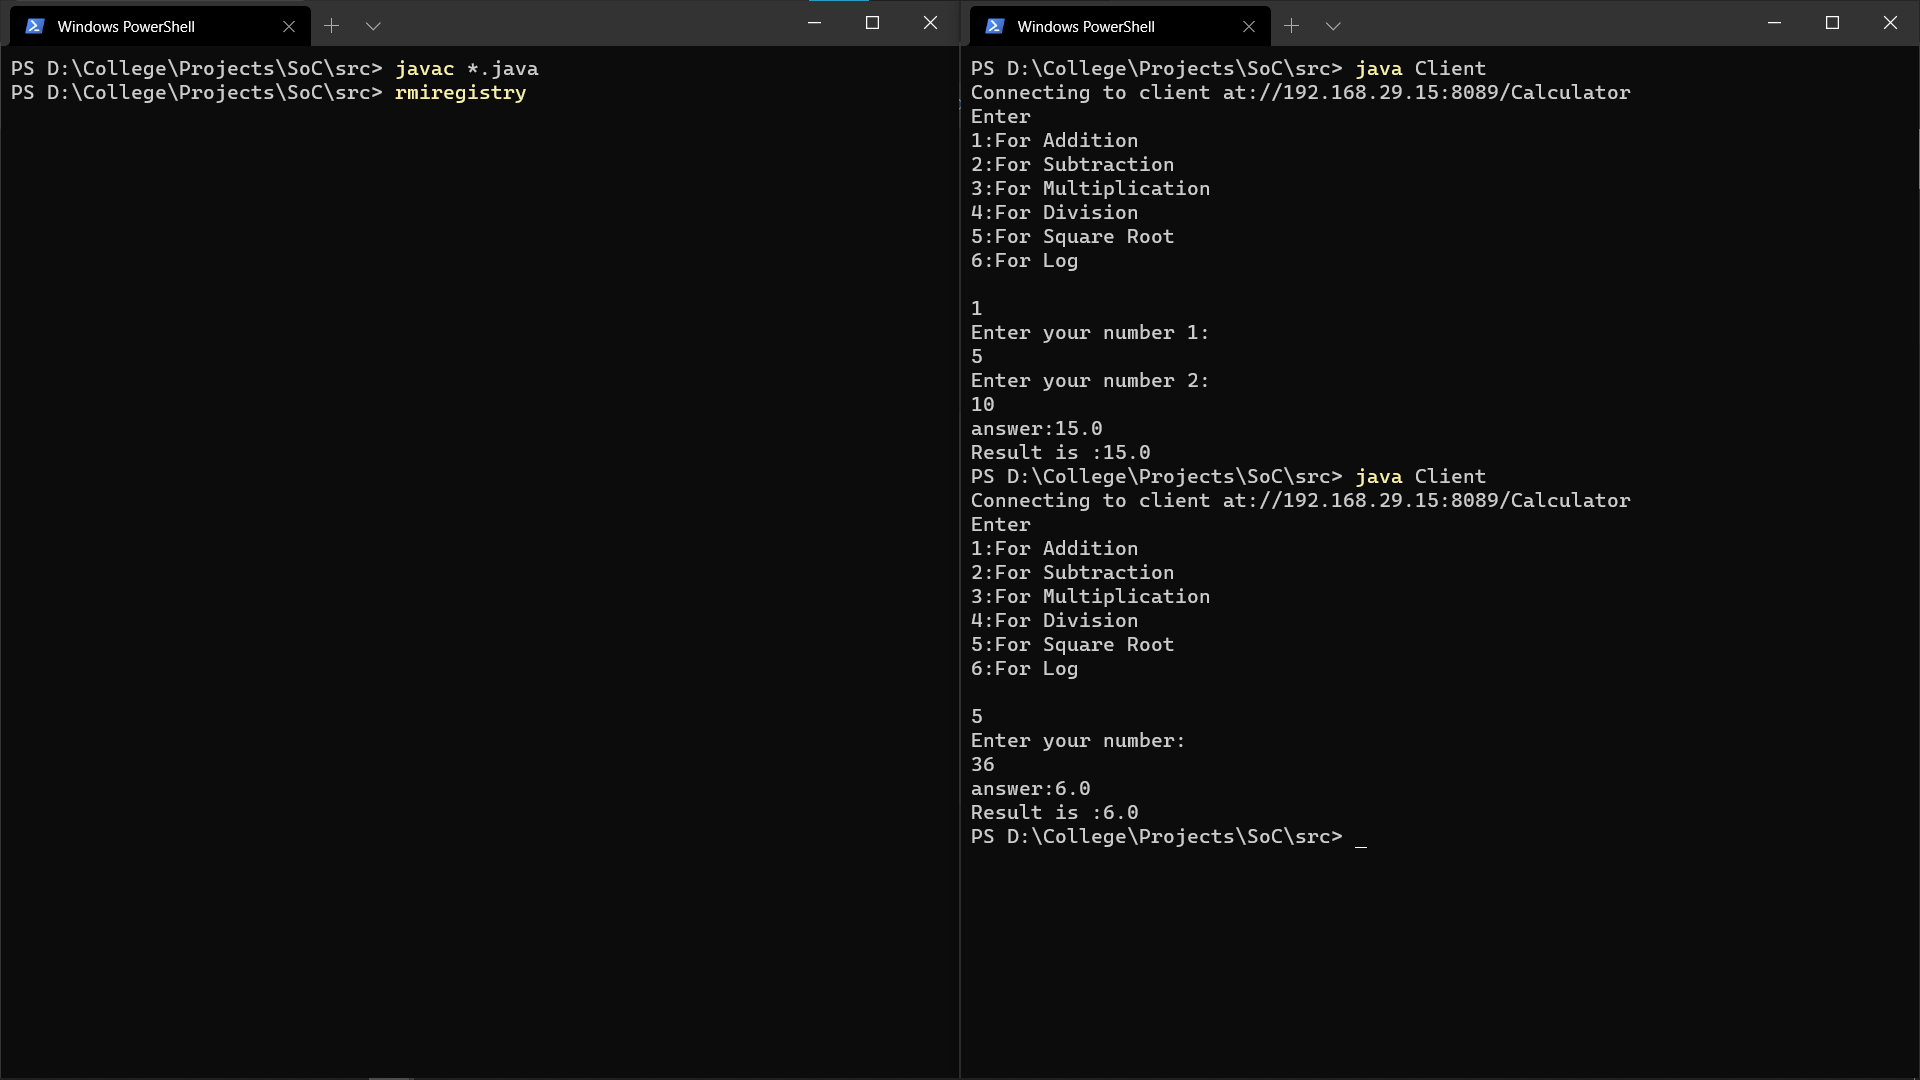 Windows PowerShell
PS D:\College\Projects\SoC\src> javac *.java
PS D:\College\Projects\SoC\src> rmiregistry
Windows PowerShell
PS D:\College\Projects\SoC\src> java Client
Connecting to client at://192.168.29.15:8089/Calculator
Enter
1:For Addition
2:For Subtraction
3:For Multiplication
4:For Division
5:For Square Root
6:For Log
1
Enter your number 1:
5
Enter your number 2:
10
answer:15.0
Result is :15.0
PS D:\College\Projects\SoC\src> java Client
Connecting to client at://192.168.29.15:8089/Calculator
Enter
1:For Addition
2:For Subtraction
3:For Multiplication
4:For Division
5:For Square Root
6:For Log
5
Enter your number:
36
answer:6.0
Result is :6.0
PS D:\College\Projects\SoC\src> _